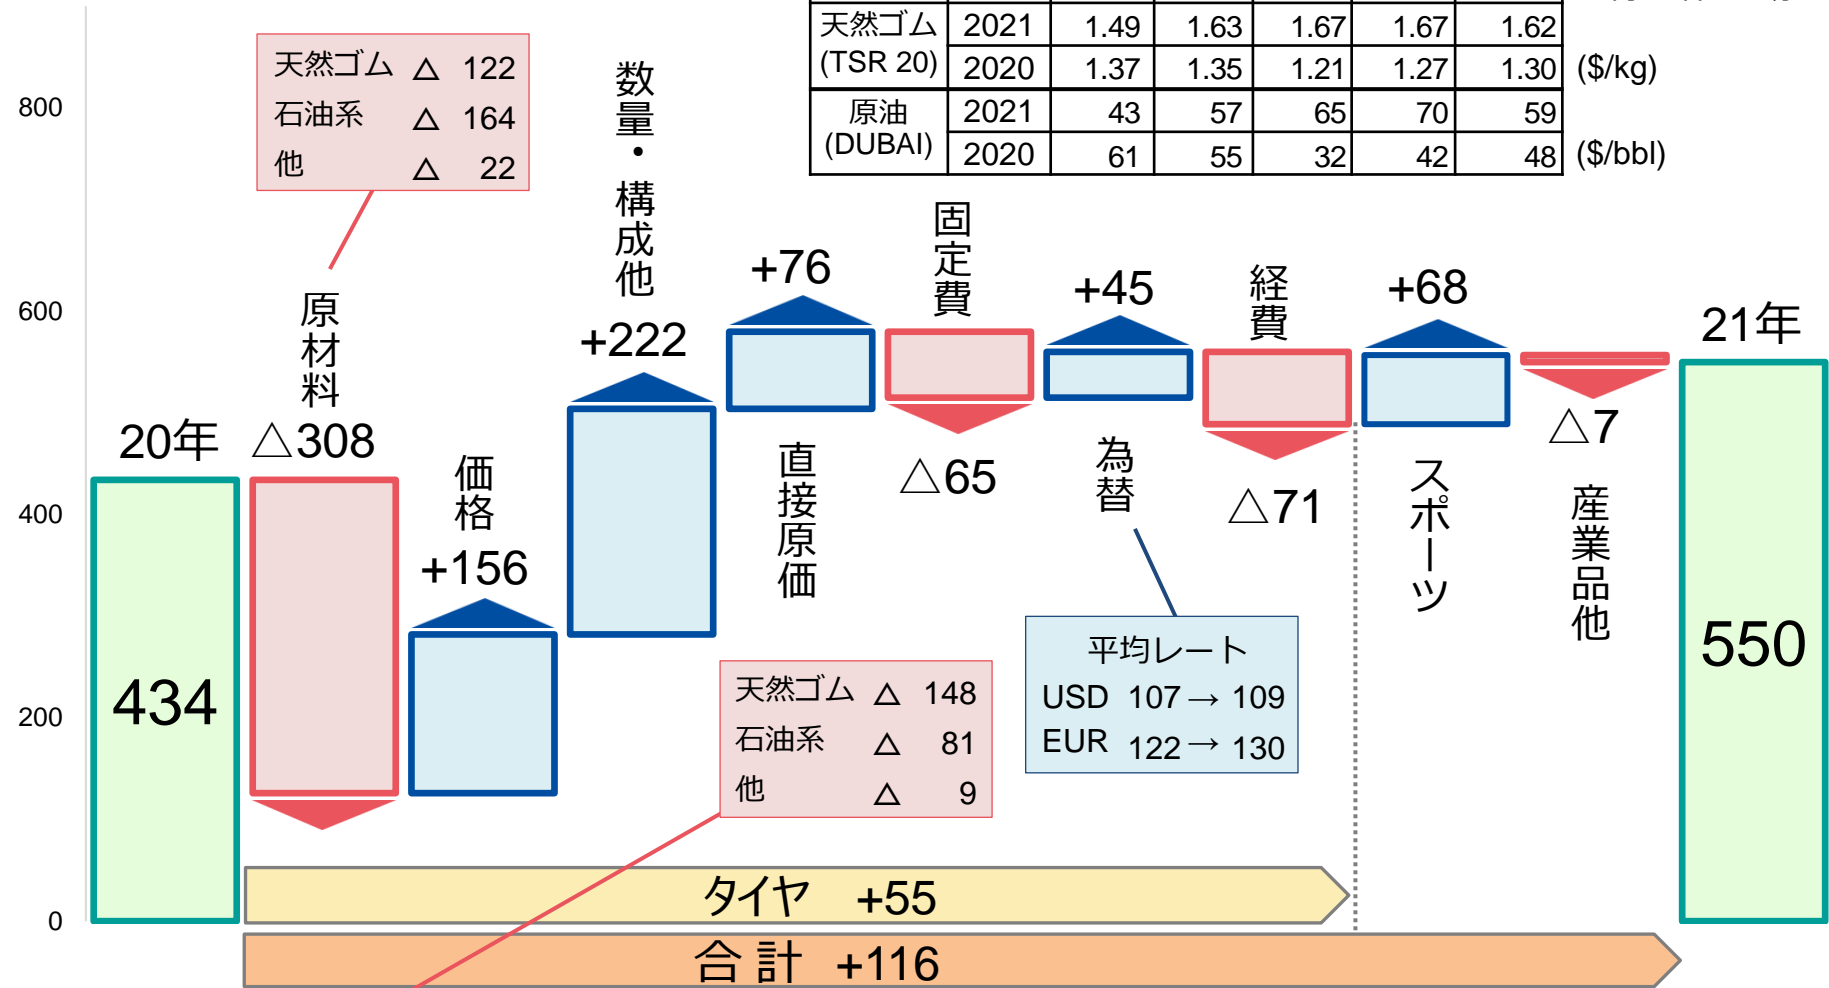 天然ゴム (TSR 20) 2021 1.49 1.63 1.67 1.67 1.62
2020 1.37 1.35 1.21 1.27 1.30 ($/kg)
原油 (DUBAI) 2021 43 57 65 70 59
2020 61 55 32 42 48 ($/bbl)
天然ゴム △ 122
石油系 △ 164
他 △ 22
800
600
400
200
0
20年
434
原材料
△308
価格
+156
数量・構成他
+222
+76
直接原価
固定費
△65
+45
為替
経費
△71
+68
スポーツ
△7
産業品他
21年
550
天然ゴム △ 148
石油系 △ 81
他 △ 9
平均レート
USD 107→109
EUR 122→130
タイヤ +55
合計 +116